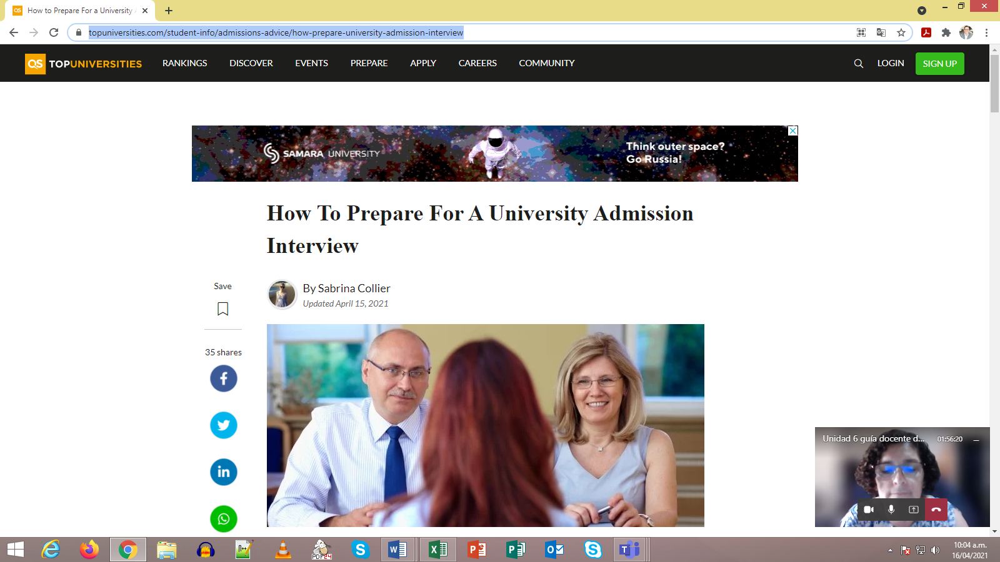 QS
How to Prepare For a University
topuniversities.com/student-info/admissions-advice/how-prepare-university-admission-interview
QS TOPUNIVERSITIES
RANKINGS
DISCOVER
EVENTS
PREPARE
APPLY
CAREERS
COMMUNITY
LOGIN
SIGN UP
SAMARA UNIVERSITY
Think outer space?
Go Russia!
How To Prepare For A University Admission
Interview
Save
By Sabrina Collier
Updated April 15, 2021
35 shares
Unidad 6 guía docente d... 01:56:20
10:04 a.m.
16/04/2021